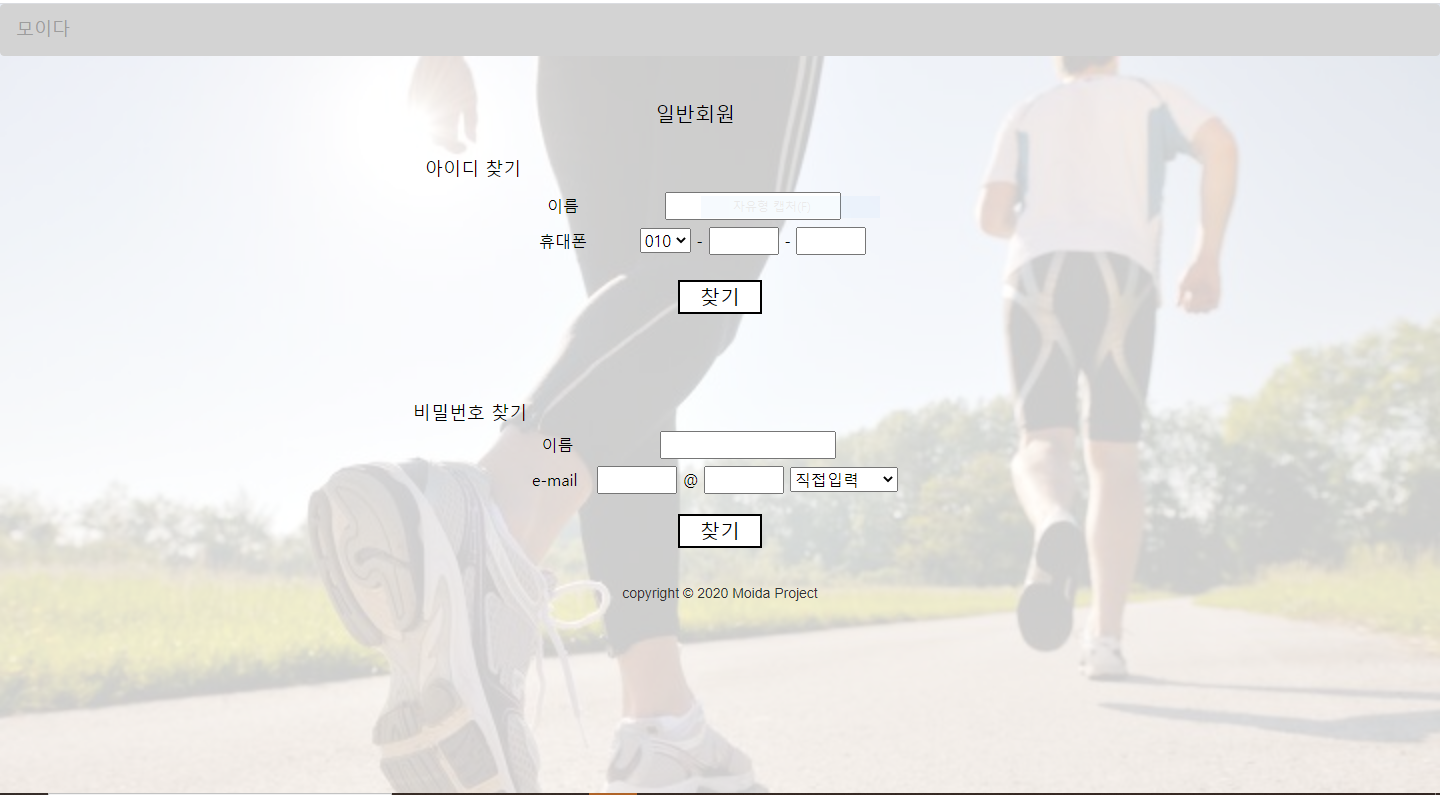 모이다
일반회원
아이디 찾기
이름
자유형 캡처(F)
휴대폰 010 - -
찾기
비밀번호 찾기
이름
e-mail @ 직접입력
찾기
copyright © 2020 Moida Project